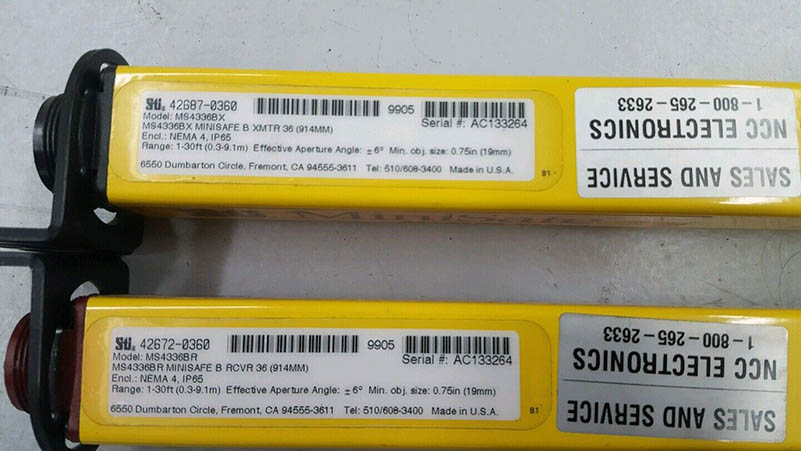 STI 42687-0360 9905
Model: MS4336BX Serial #: AC133264
MS4336BX MINISAFE B XMTR 36 (914MM)
Encl.: NEMA 4, IP65
Range: 1-30ft (0.3-9.1m) Effective Aperture Angle: ± 6° Min. obj. size: 0.75in (19mm)
6550 Dumbarton Circle, Fremont, CA 94555-3611 Tel: 510/608-3400 Made in U.S.A. B1
SALES AND SERVICE
NCC ELECTRONICS
1-800-265-2633
MiniSafe
STI 42672-0360 9905
Model: MS4336BR Serial #: AC133264
MS4336BR MINISAFE B RCVR 36 (914MM)
Encl.: NEMA 4, IP65
Range: 1-30ft (0.3-9.1m) Effective Aperture Angle: ± 6° Min. obj. size: 0.75in (19mm)
6550 Dumbarton Circle, Fremont, CA 94555-3611 Tel: 510/608-3400 Made in U.S.A. B1
SALES AND SERVICE
NCC ELECTRONICS
1-800-265-2633